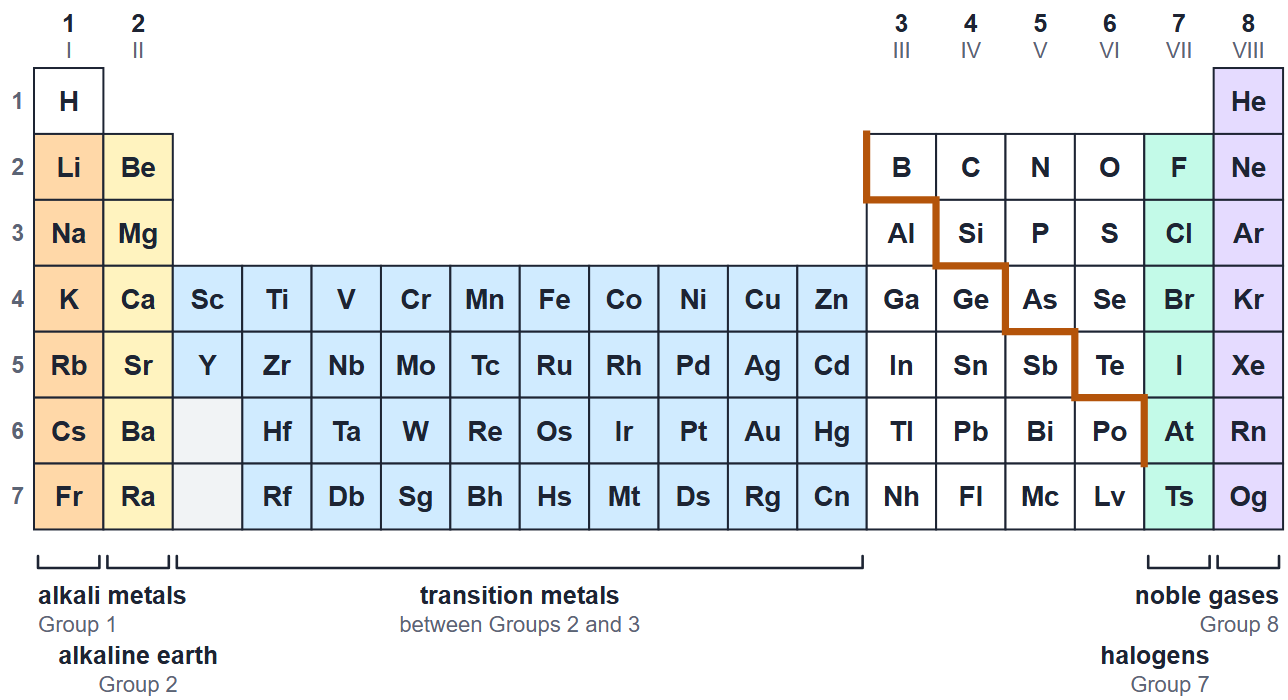 1 2 3 4 5 6 7 8
I II III IV V VI VII VIII
1 H He
2 Li Be B C N O F Ne
3 Na Mg Al Si P S Cl Ar
4 K Ca Sc Ti V Cr Mn Fe Co Ni Cu Zn Ga Ge As Se Br Kr
5 Rb Sr Y Zr Nb Mo Tc Ru Rh Pd Ag Cd In Sn Sb Te I Xe
6 Cs Ba Hf Ta W Re Os Ir Pt Au Hg Tl Pb Bi Po At Rn
7 Fr Ra Rf Db Sg Bh Hs Mt Ds Rg Cn Nh Fl Mc Lv Ts Og
alkali metals transition metals noble gases
Group 1 between Groups 2 and 3 Group 8
alkaline earth halogens
Group 2 Group 7